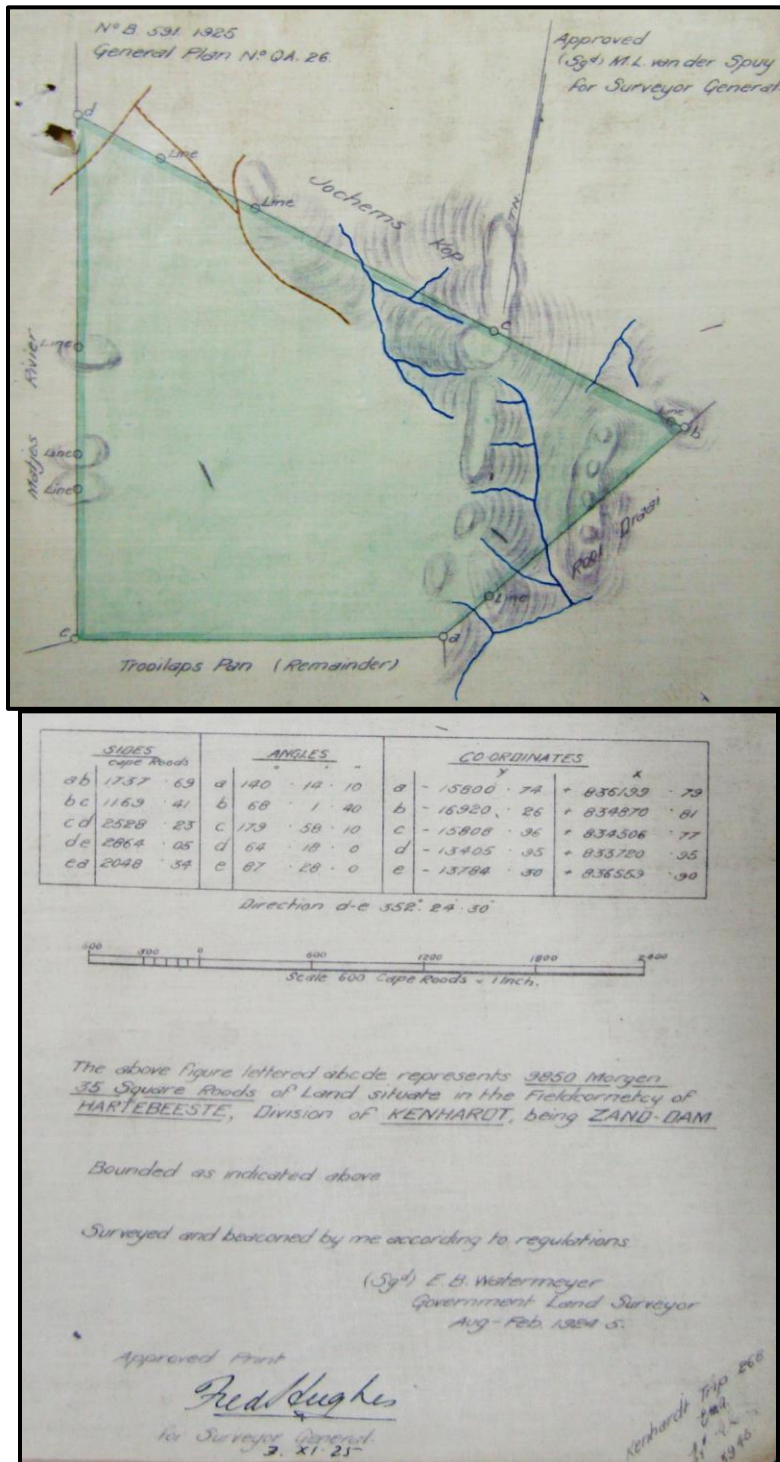 Nº B. 591. 1925
General Plan Nº QA. 26.
Approved
(Sgd) M.L. van der Spuy
for Surveyor General
d
Line
Line
Jochems Kop
T.N.
c
Line
b
Matjes Rivier
Line
Line
Line
Rooi Draai
Line
e
a
Trooilaps Pan (Remainder)
SIDES ANGLES CO-ORDINATES
Cape Roods ° ' " y x
ab 1737 · 69 a 140 · 14 · 10 a - 15800 · 74 + 836199 · 79
b c 1169 · 41 b 68 · 1 · 40 b - 16920 · 26 + 834870 · 81
c d 2528 · 23 c 179 · 58 · 10 c - 15808 · 96 + 834506 · 77
de 2864 · 05 d 64 · 18 · 0 d - 13405 · 95 + 833720 · 95
ea 2048 · 34 e 87 · 28 · 0 e - 13784 · 30 + 836559 · 90
Direction d-e 352° 24' 30"
600 300 0 600 1200 1800 2400
Scale 600 Cape Roods = 1 Inch.
The above figure lettered abcde represents 9850 Morgen
35 Square Roods of Land situate in the Fieldcornetcy of
HARTEBEESTE, Division of KENHARDT, being ZAND-DAM
Bounded as indicated above
Surveyed and beaconed by me according to regulations
(Sgd) E.B. Watermeyer
Government Land Surveyor
Aug-Feb. 1924 5.
Approved Print
Fred Hughes
for Surveyor General
3. XI. 25
Kenhardt Trip 268